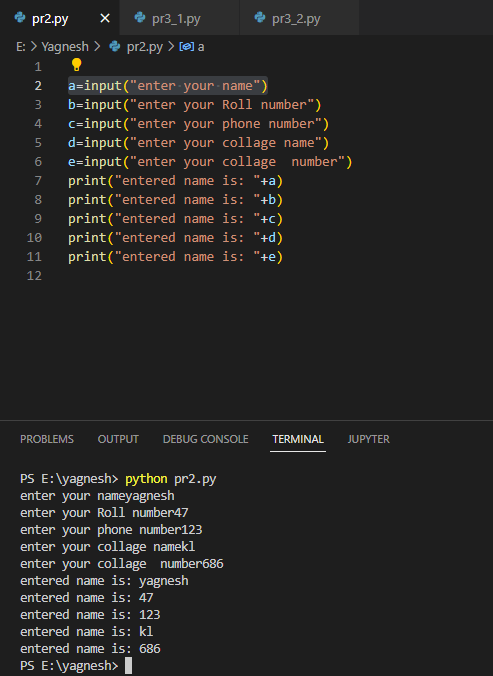 pr2.py × pr3_1.py pr3_2.py
E: > Yagnesh > pr2.py > a
1
2 a=input("enter your name")
3 b=input("enter your Roll number")
4 c=input("enter your phone number")
5 d=input("enter your collage name")
6 e=input("enter your collage  number")
7 print("entered name is: "+a)
8 print("entered name is: "+b)
9 print("entered name is: "+c)
10 print("entered name is: "+d)
11 print("entered name is: "+e)
12
PROBLEMS OUTPUT DEBUG CONSOLE TERMINAL JUPYTER
PS E:\yagnesh> python pr2.py
enter your nameyagnesh
enter your Roll number47
enter your phone number123
enter your collage namekl
enter your collage  number686
entered name is: yagnesh
entered name is: 47
entered name is: 123
entered name is: kl
entered name is: 686
PS E:\yagnesh>